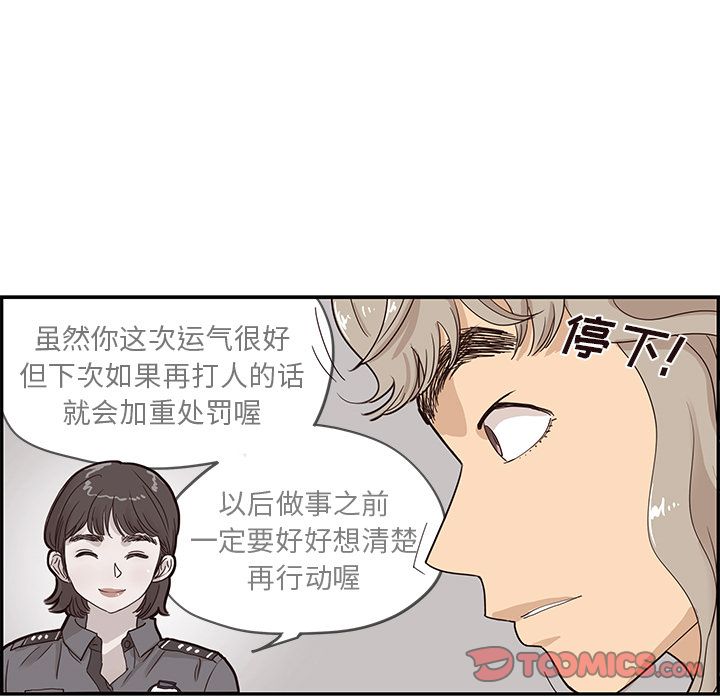 虽然你这次运气很好
但下次如果再打人的话
就会加重处罚喔
停下!
以后做事之前
一定要好好想清楚
再行动喔
TOOMICS.COM